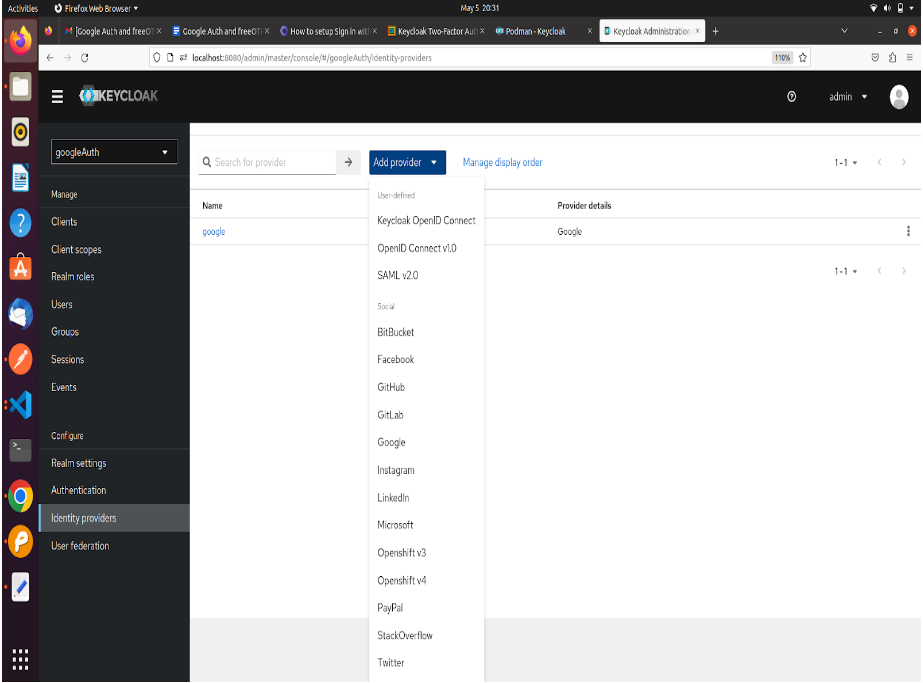 Activities Firefox Web Browser May 5 20:31
[Google Auth and freeOT Google Auth and freeOTI How to setup Sign in wit Keycloak Two-Factor Aut Podman - Keycloak Keycloak Administration
localhost:8080/admin/master/console/#/googleAuth/identity-providers 110%
KEYCLOAK admin
googleAuth
Search for provider Add provider Manage display order 1-1
Manage
Clients
Client scopes
Realm roles
Users
Groups
Sessions
Events
Configure
Realm settings
Authentication
Identity providers
User federation
Name Provider details
google Google
1-1
User-defined
Keycloak OpenID Connect
OpenID Connect v1.0
SAML v2.0
Social
BitBucket
Facebook
GitHub
GitLab
Google
Instagram
LinkedIn
Microsoft
Openshift v3
Openshift v4
PayPal
StackOverflow
Twitter